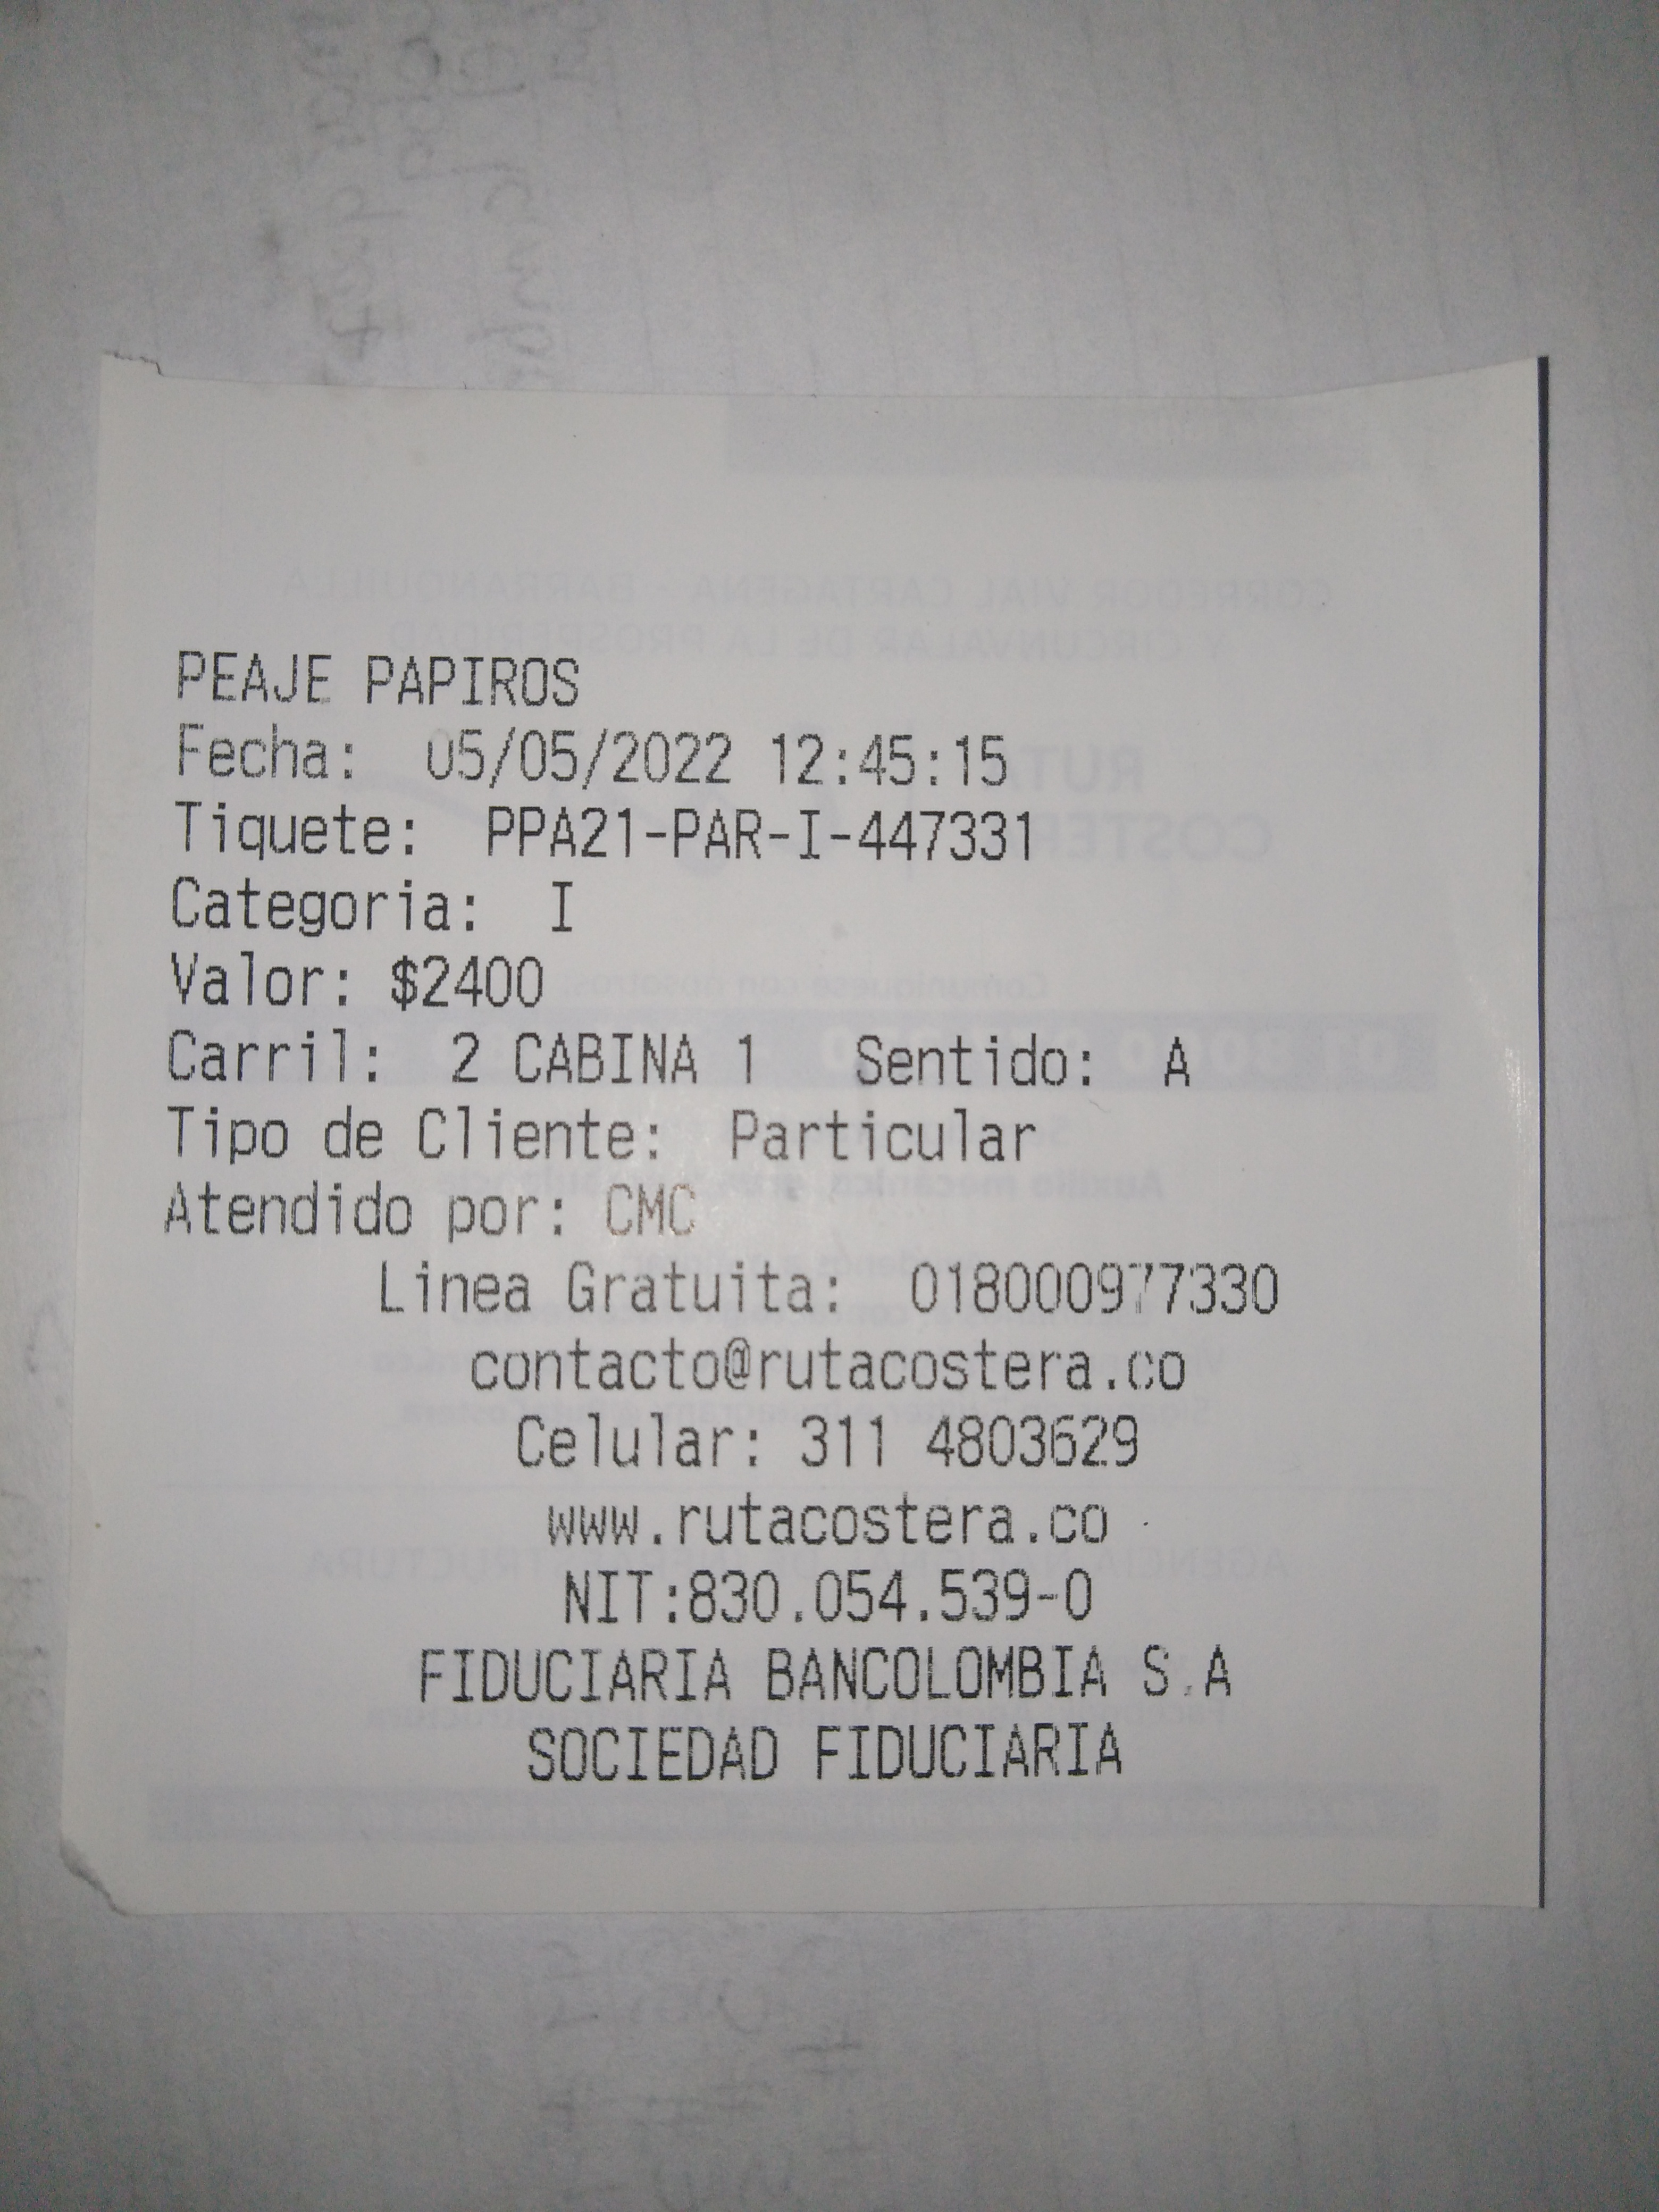 PEAJE PAPIROS
Fecha: 05/05/2022 12:45:15
Tiquete: PPA21-PAR-I-447331
Categoria: I
Valor: $2400
Carril: 2 CABINA 1 Sentido: A
Tipo de Cliente: Particular
Atendido por: CMC
Linea Gratuita: 018000977330
contacto@rutacostera.co
Celular: 311 4803629
www.rutacostera.co
NIT:830.054.539-0
FIDUCIARIA BANCOLOMBIA S.A
SOCIEDAD FIDUCIARIA